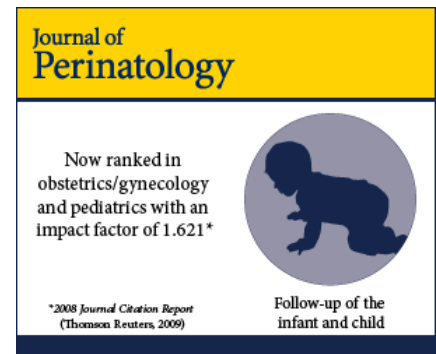 Journal of
Perinatology
Now ranked in
obstetrics/gynecology
and pediatrics with an
impact factor of 1.621*
*2008 Journal Citation Report
(Thomson Reuters, 2009)
Follow-up of the
infant and child